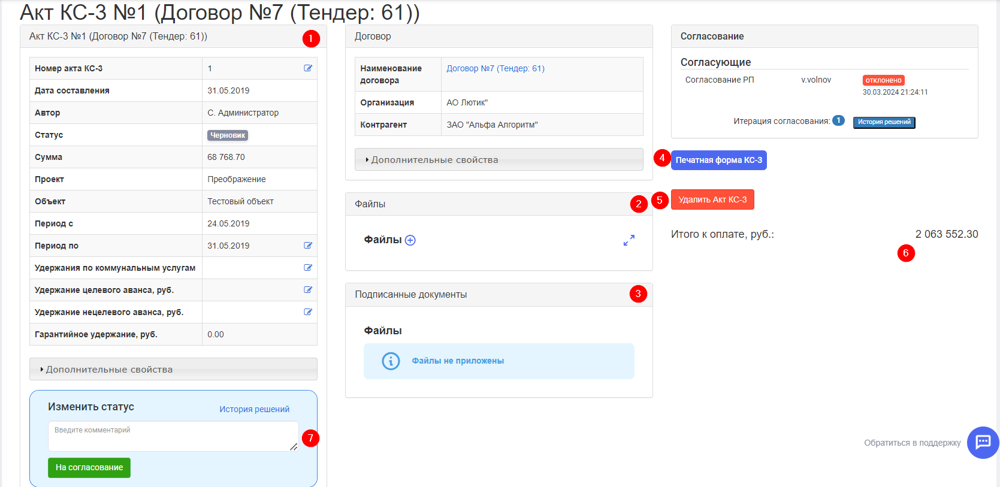 Акт КС-3 №1 (Договор №7 (Тендер: 61))
Акт КС-3 №1 (Договор №7 (Тендер: 61))
1
Номер акта КС-3 1
Дата составления 31.05.2019
Автор С. Администратор
Статус Черновик
Сумма 68 768.70
Проект Преображение
Объект Тестовый объект
Период с 24.05.2019
Период по 31.05.2019
Удержания по коммунальным услугам
Удержание целевого аванса, руб.
Удержание нецелевого аванса, руб.
Гарантийное удержание, руб. 0.00
Дополнительные свойства
Изменить статус История решений
Введите комментарий
7
На согласование
Договор
Наименование договора Договор №7 (Тендер: 61)
Организация АО Лютик"
Контрагент ЗАО "Альфа Алгоритм"
Дополнительные свойства
Файлы 2
Файлы
Подписанные документы 3
Файлы
Файлы не приложены
Согласование
Согласующие
Согласование РП v.volnov отклонено
30.03.2024 21:24:11
Итерация согласования: 1 История решений
4 Печатная форма КС-3
5 Удалить Акт КС-3
Итого к оплате, руб.: 2 063 552.30
6
Обратиться в поддержку